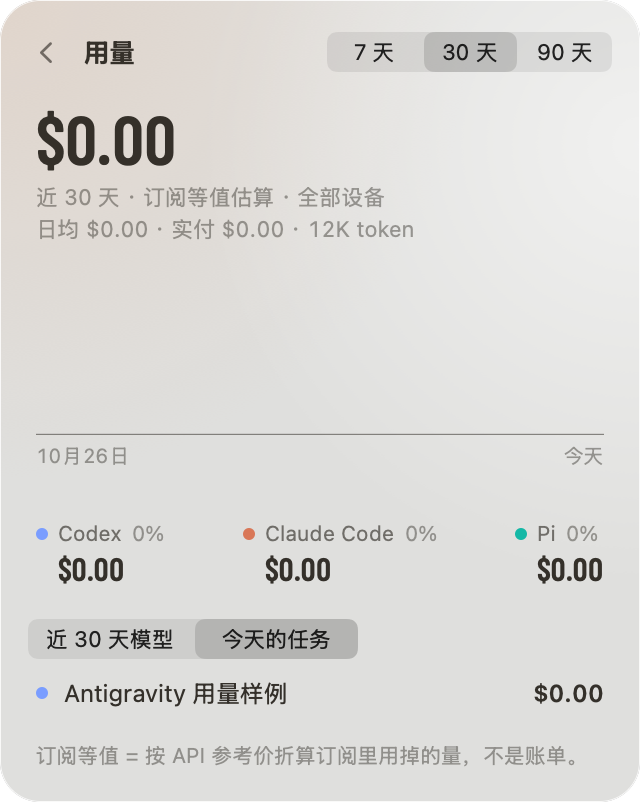 用量
7 天 30 天 90 天
$0.00
近 30 天 · 订阅等值估算 · 全部设备
日均 $0.00 · 实付 $0.00 · 12K token
10月26日 今天
Codex 0% Claude Code 0% Pi 0%
$0.00 $0.00 $0.00
近 30 天模型 今天的任务
Antigravity 用量样例 $0.00
订阅等值 = 按 API 参考价折算订阅里用掉的量，不是账单。